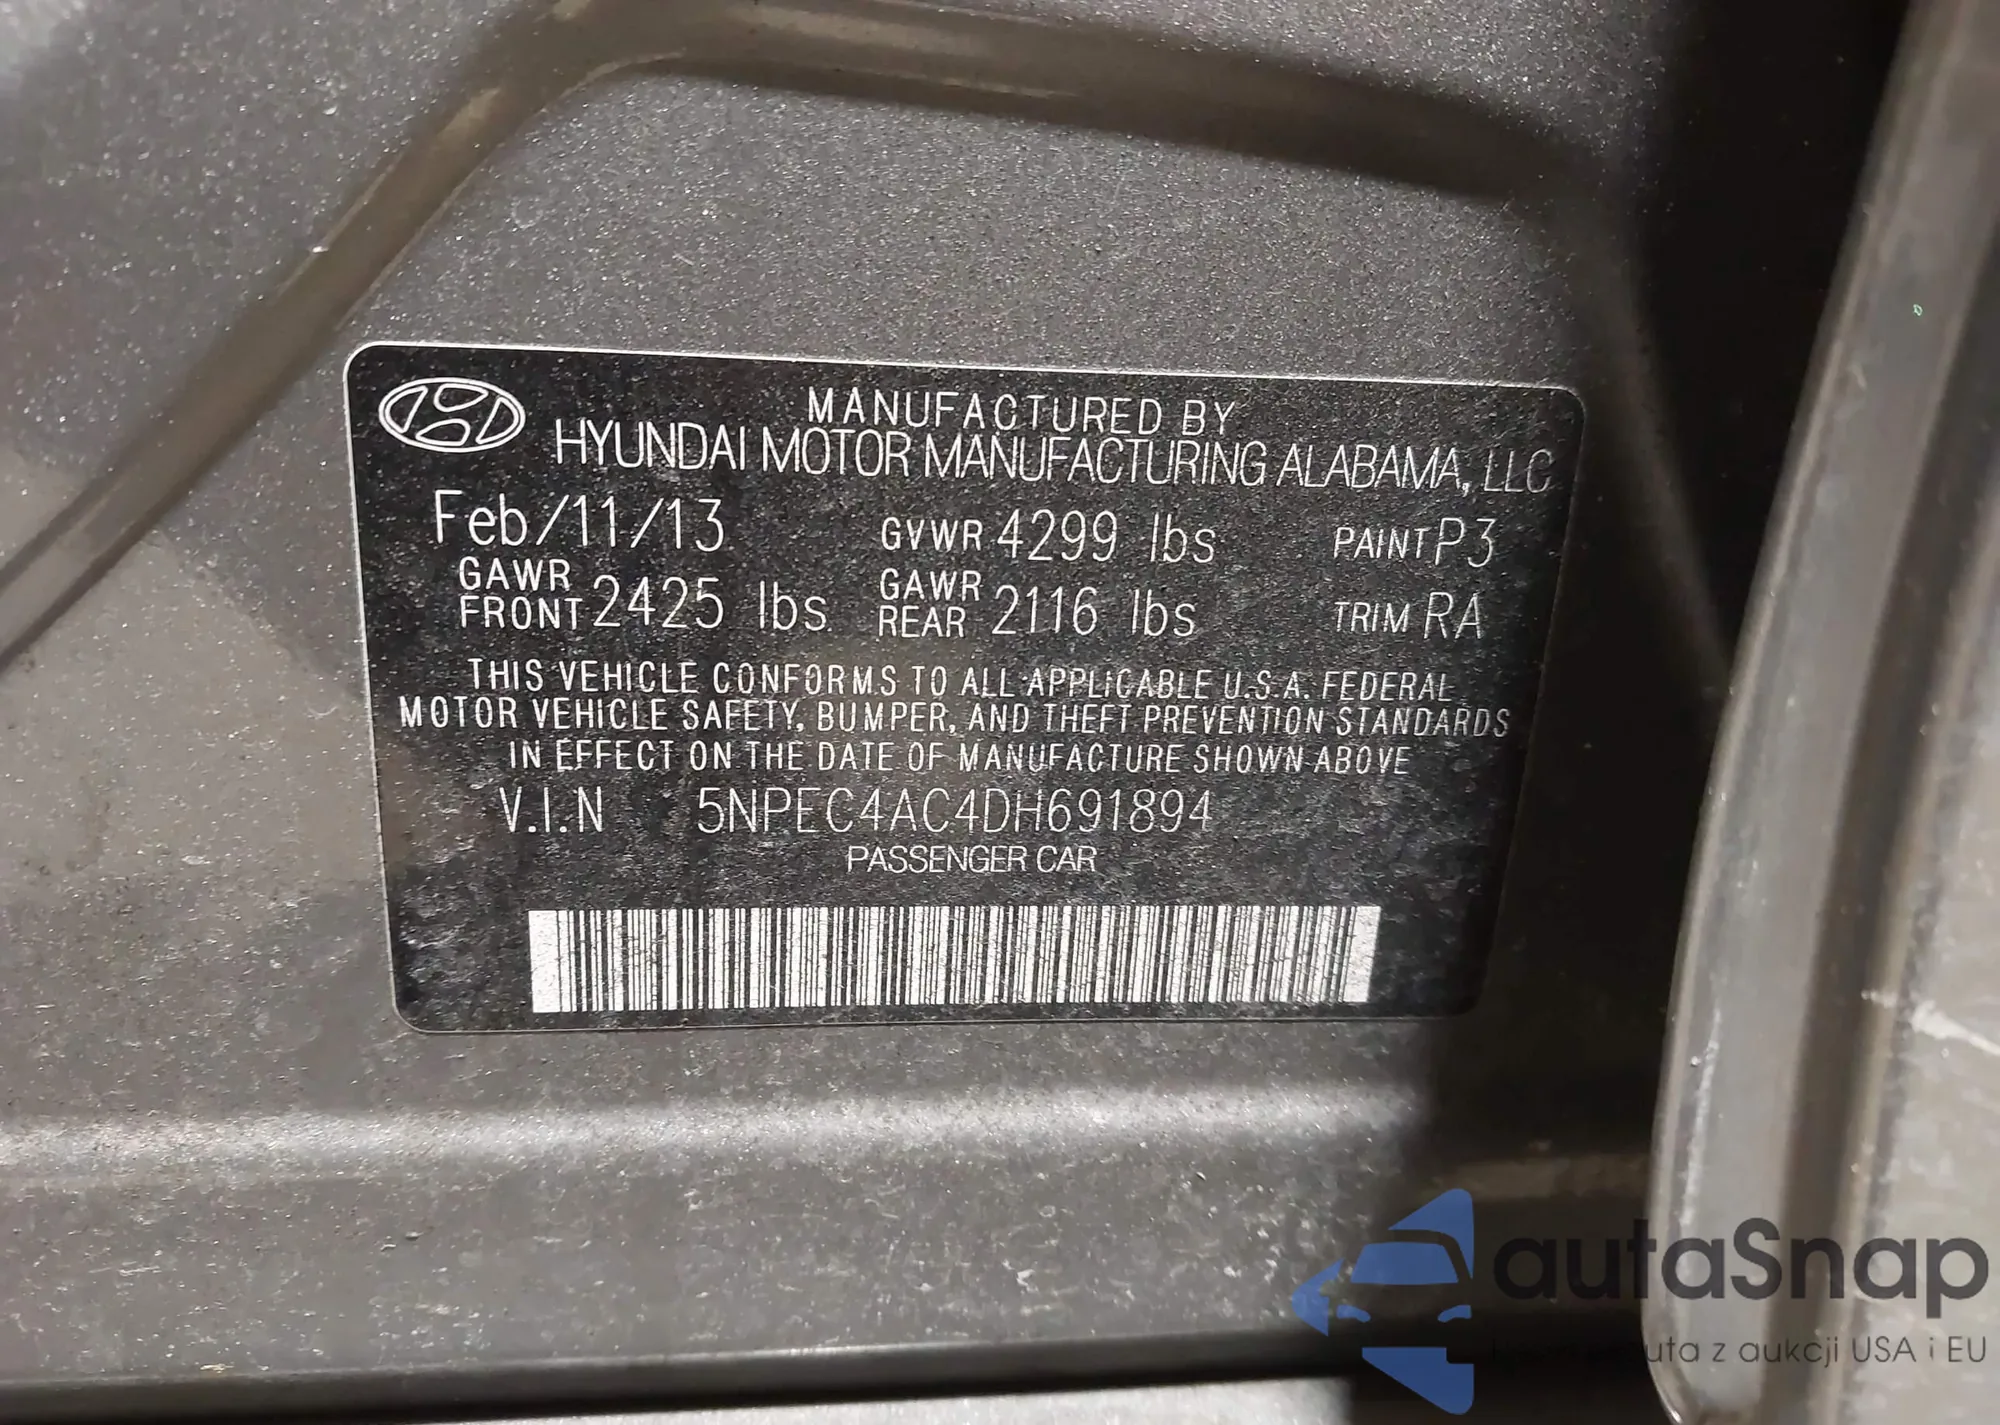 MANUFACTURED BY
HYUNDAI MOTOR MANUFACTURING ALABAMA, LLC
Feb/11/13 GVWR 4299 lbs PAINT P3
GAWR FRONT 2425 lbs GAWR REAR 2116 lbs TRIM RA
THIS VEHICLE CONFORMS TO ALL APPLICABLE U.S.A. FEDERAL
MOTOR VEHICLE SAFETY, BUMPER, AND THEFT PREVENTION STANDARDS
IN EFFECT ON THE DATE OF MANUFACTURE SHOWN ABOVE
V.I.N 5NPEC4AC4DH691894
PASSENGER CAR
autaSnap
auta z aukcji USA i EU